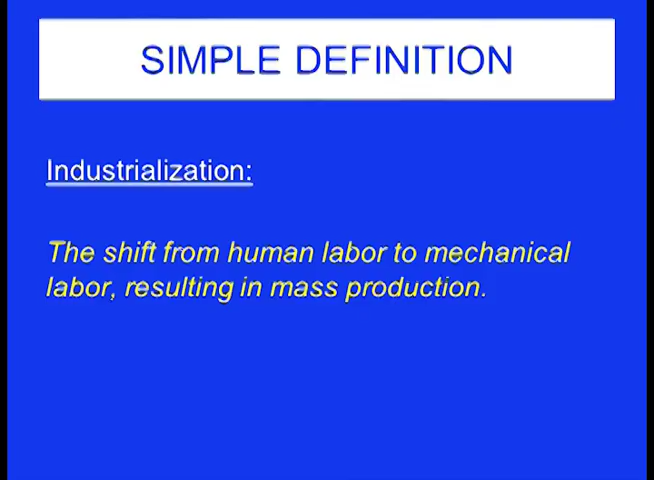 SIMPLE DEFINITION
Industrialization:
The shift from human labor to mechanical
labor, resulting in mass production.